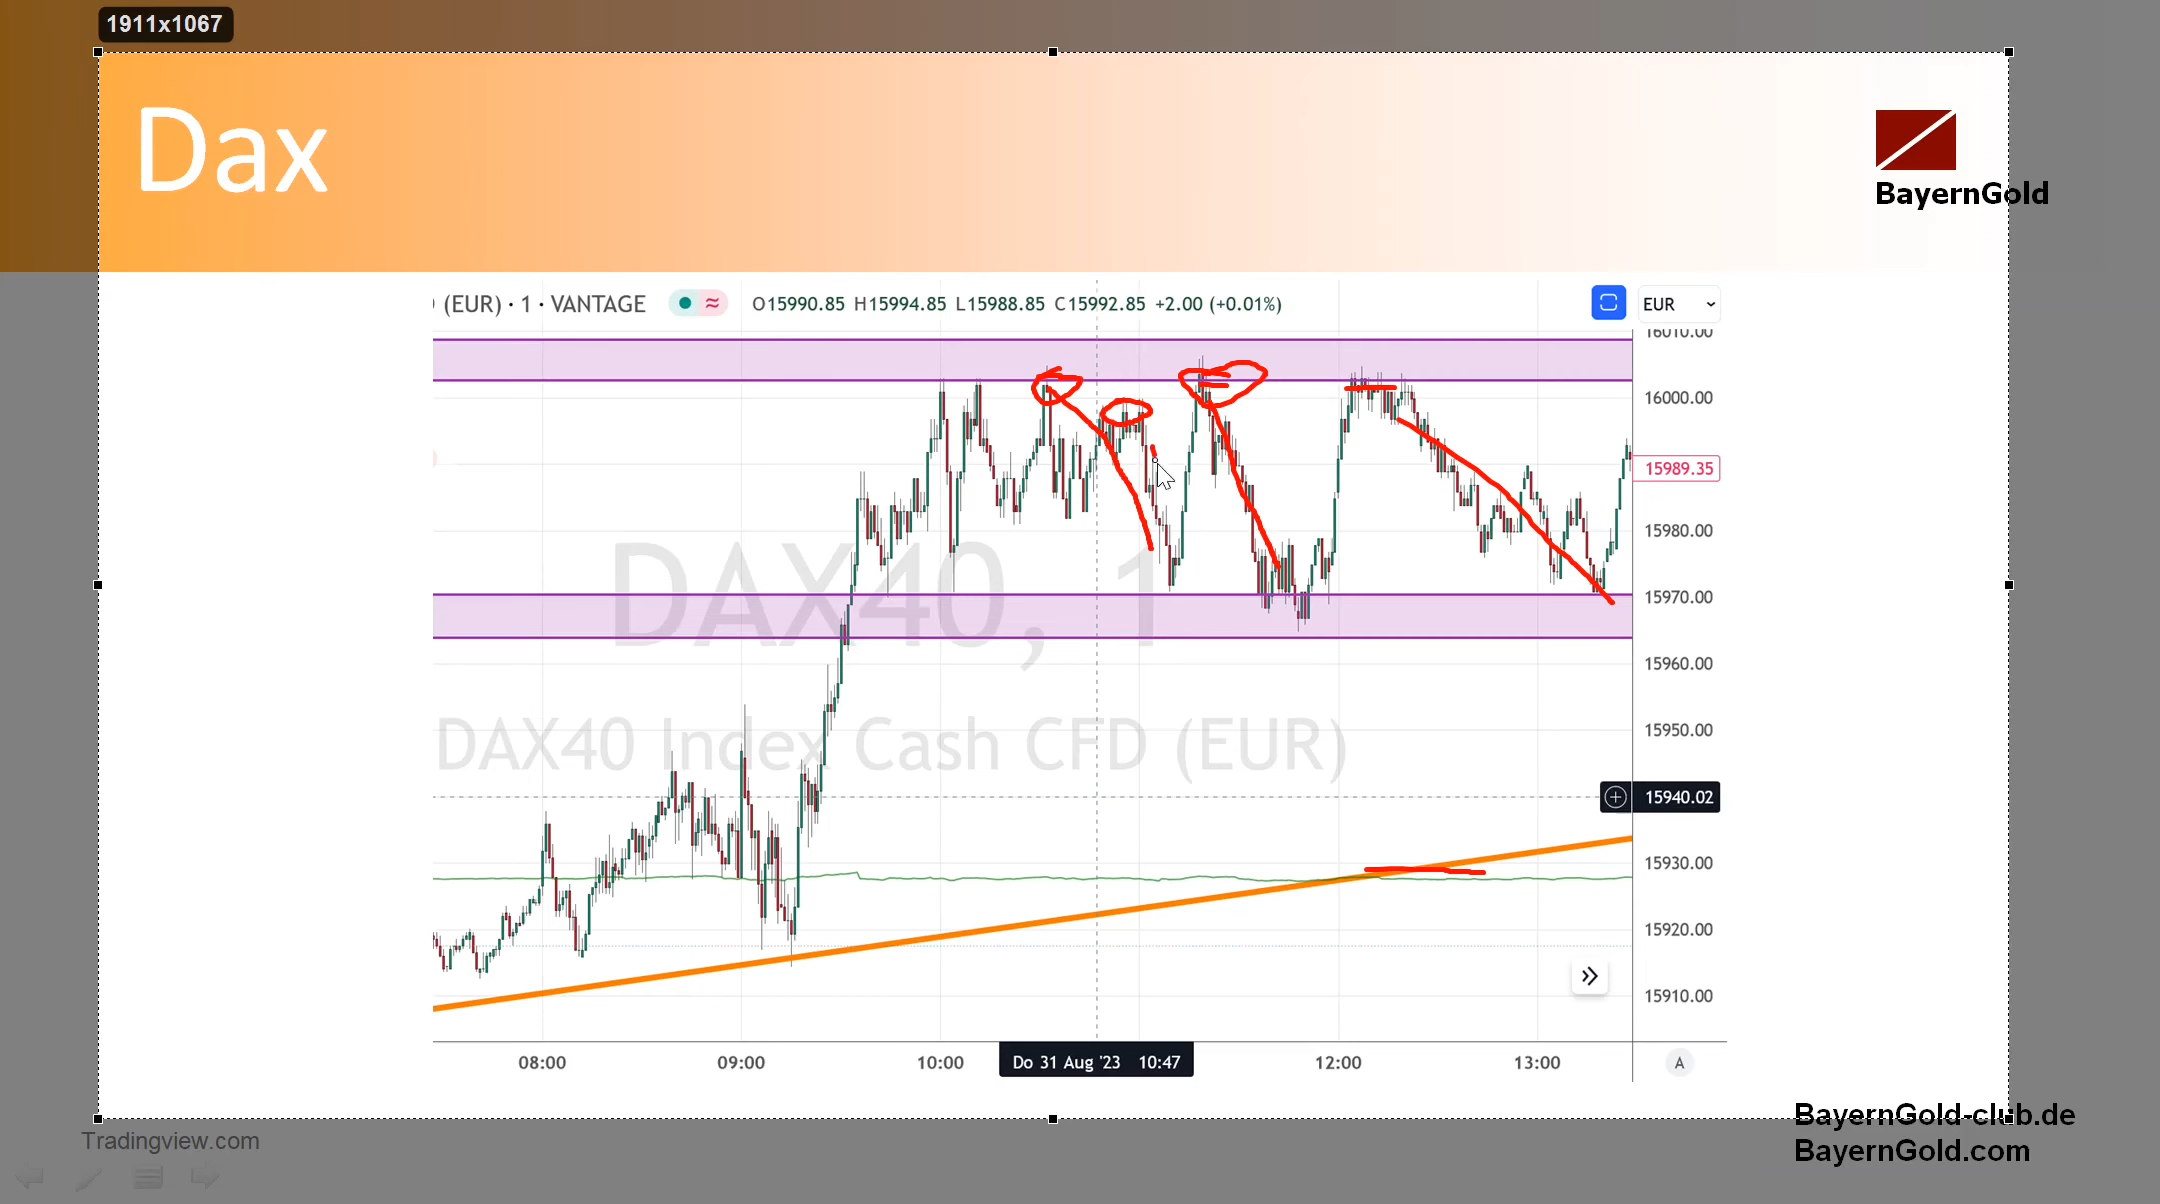 1911x1067
Dax
BayernGold
(EUR) · 1 · VANTAGE
O15990.85 H15994.85 L15988.85 C15992.85 +2.00 (+0.01%)
EUR
16010.00
16000.00
15989.35
15980.00
15970.00
15960.00
15950.00
15940.02
15930.00
15920.00
15910.00
DAX40, 1
DAX40 Index Cash CFD (EUR)
08:00
09:00
10:00
Do 31 Aug '23 10:47
12:00
13:00
A
BayernGold-club.de
BayernGold.com
Tradingview.com